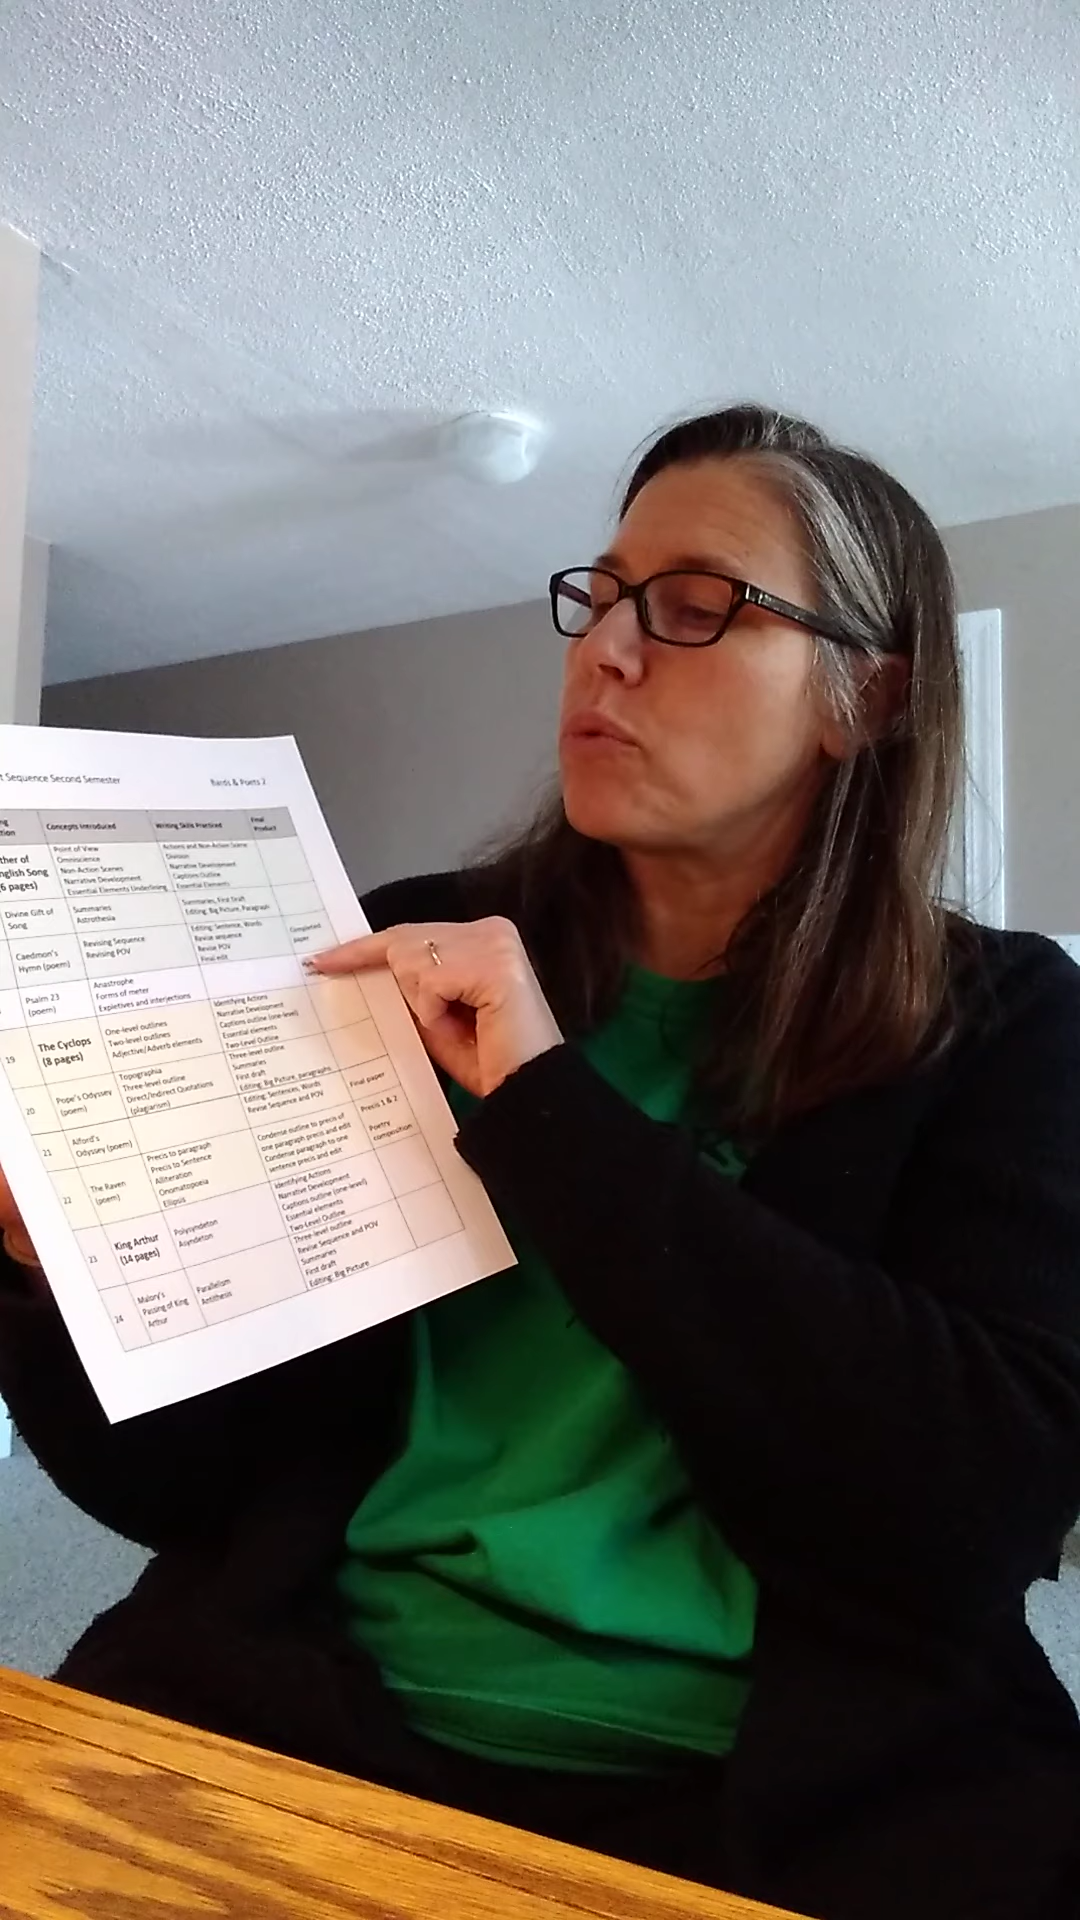 t Sequence Second Semester
Bards & Poets 2
ng
tion
Concepts Introduced
Writing Skills Practiced
Final
Product
ther of
nglish Song
(6 pages)
Point of View
Omniscience
Non-Action Scenes
Narrative Development
Essential Elements Underlining
Actions and Non-Action Scene
Division
Narrative Development
Captions Outline
Essential Elements
Divine Gift of
Song
Summaries
Astrothesia
Summaries, First Draft
Editing: Big Picture, Paragraph
Caedmon's
Hymn (poem)
Revising Sequence
Revising POV
Editing: Sentence, Words
Revise sequence
Revise POV
Final edit
Completed
paper
Psalm 23
(poem)
Anastrophe
Forms of meter
Expletives and interjections
19
The Cyclops
(8 pages)
One-level outlines
Two-level outlines
Adjective/Adverb elements
Identifying Actions
Narrative Development
Captions outline (one-level)
Essential elements
Two-Level Outline
20
Pope's Odyssey
(poem)
Topographia
Three-level outline
Direct/Indirect Quotations
(plagiarism)
Three-level outline
Summaries
First draft
Editing: Big Picture, paragraphs
21
Alford's
Odyssey (poem)
Editing: Sentences, Words
Revise Sequence and POV
Final paper
22
The Raven
(poem)
Precis to paragraph
Precis to Sentence
Alliteration
Onomatopoeia
Ellipsis
Condense outline to precis of
one paragraph precis and edit
Condense paragraph to one
sentence precis and edit
Precis 1 & 2
Poetry
composition
23
King Arthur
(14 pages)
Polysyndeton
Asyndeton
Identifying Actions
Narrative Development
Captions outline (one-level)
Essential elements
Two-Level Outline
24
Malory's
Passing of King
Arthur
Parallelism
Antithesis
Three-level outline
Revise Sequence and POV
Summaries
First draft
Editing: Big Picture